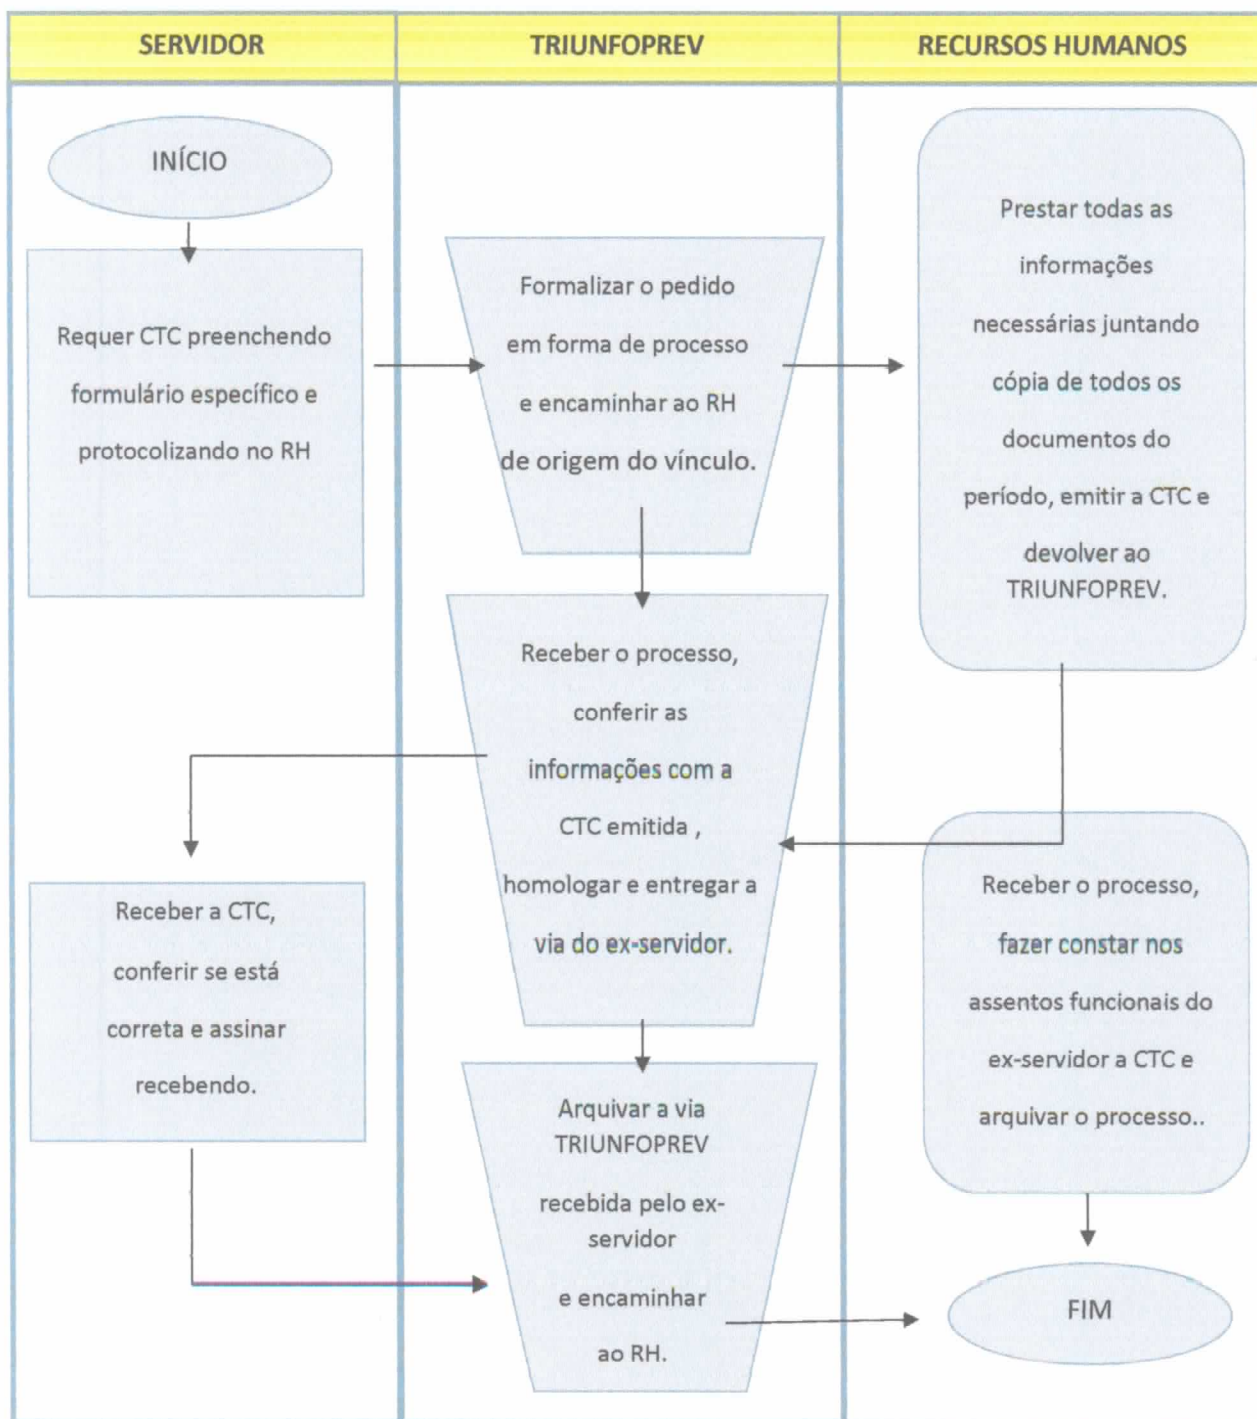 SERVIDOR
TRIUNFOPREV
RECURSOS HUMANOS
INÍCIO
Requer CTC preenchendo
formulário específico e
protocolizando no RH
Formalizar o pedido
em forma de processo
e encaminhar ao RH
de origem do vínculo.
Prestar todas as
informações
necessárias juntando
cópia de todos os
documentos do
período, emitir a CTC e
devolver ao
TRIUNFOPREV.
Receber o processo,
conferir as
informações com a
CTC emitida ,
homologar e entregar a
via do ex-servidor.
Receber a CTC,
conferir se está
correta e assinar
recebendo.
Arquivar a via
TRIUNFOPREV
recebida pelo ex-
servidor
e encaminhar
ao RH.
Receber o processo,
fazer constar nos
assentos funcionais do
ex-servidor a CTC e
arquivar o processo..
FIM